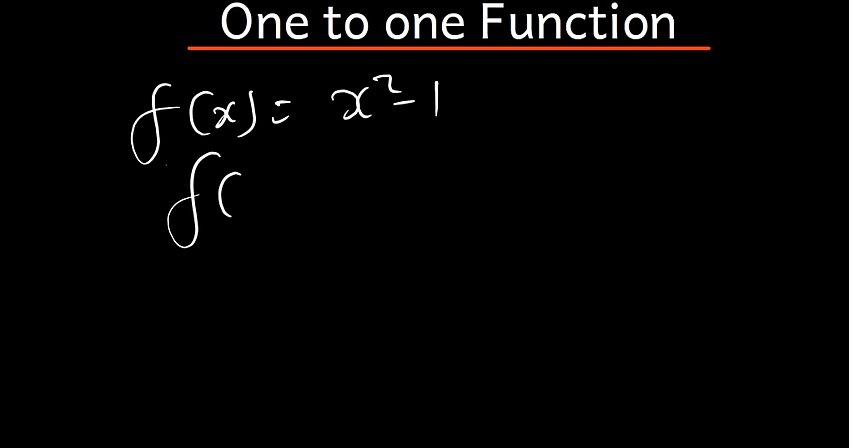 One to one Function
f(x) = x²-1
f(